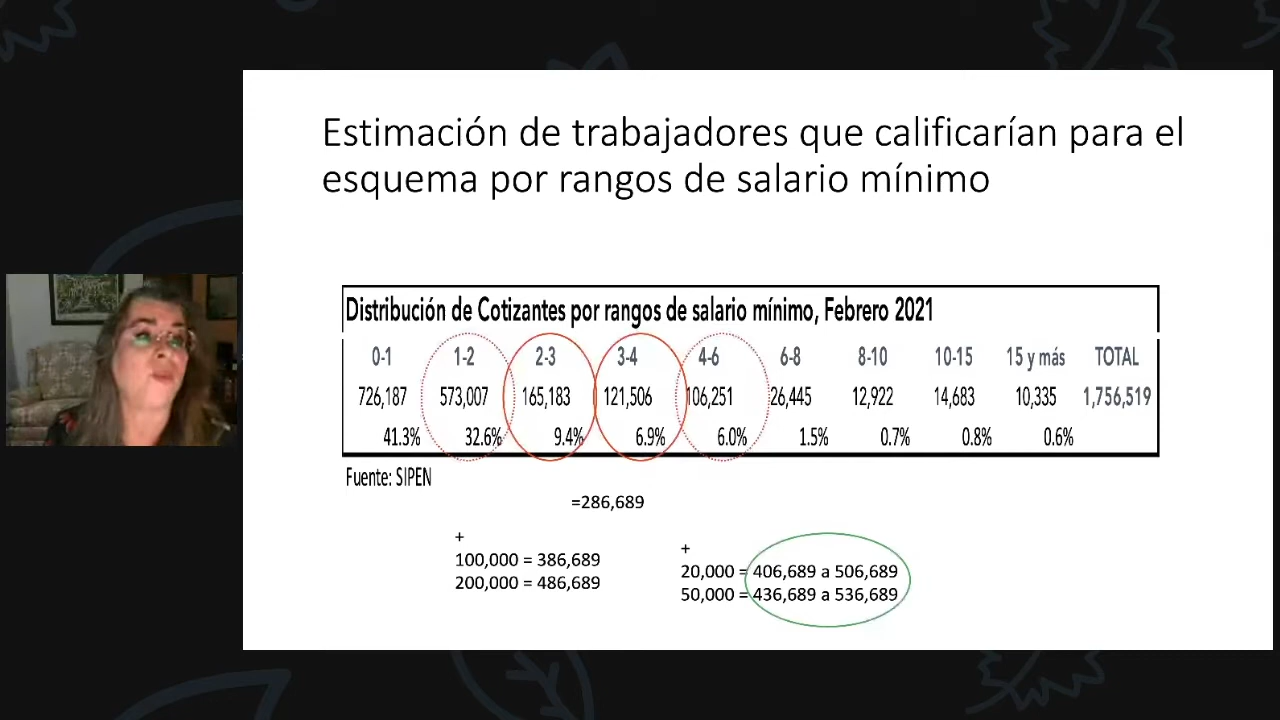 Estimación de trabajadores que calificarían para el
esquema por rangos de salario mínimo
Distribución de Cotizantes por rangos de salario mínimo, Febrero 2021
0-1 1-2 2-3 3-4 4-6 6-8 8-10 10-15 15 y más TOTAL
726,187 573,007 165,183 121,506 106,251 26,445 12,922 14,683 10,335 1,756,519
41.3% 32.6% 9.4% 6.9% 6.0% 1.5% 0.7% 0.8% 0.6%
Fuente: SIPEN
=286,689
+
100,000 = 386,689
200,000 = 486,689
+
20,000 = 406,689 a 506,689
50,000 = 436,689 a 536,689